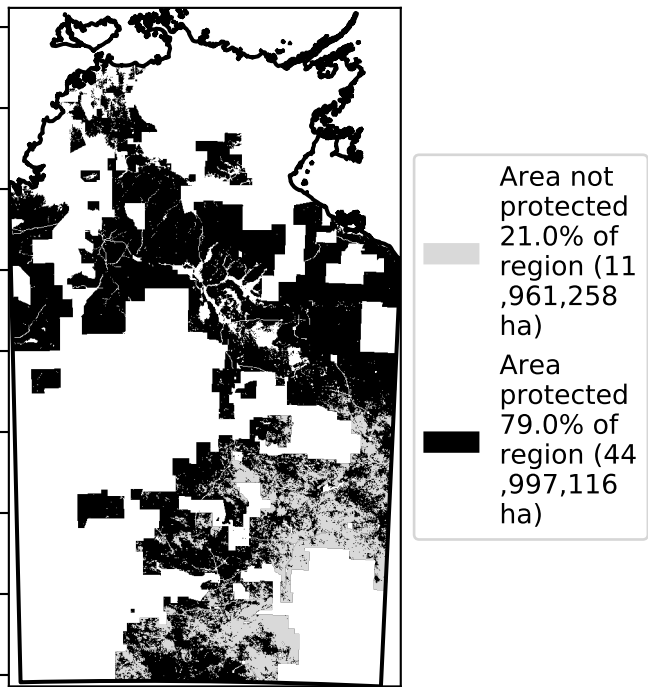 Area not
protected
21.0% of
region (11
,961,258
ha)
Area
protected
79.0% of
region (44
,997,116
ha)